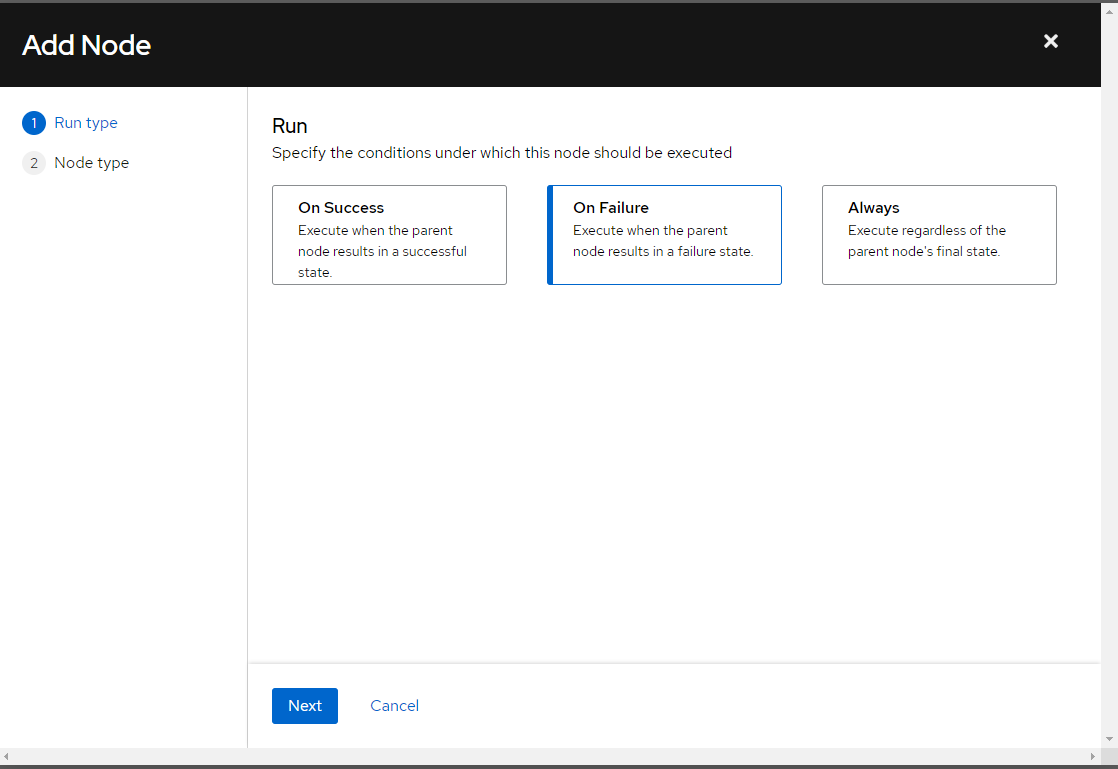 Add Node
1 Run type
2 Node type
Run
Specify the conditions under which this node should be executed
On Success
Execute when the parent
node results in a successful
state.
On Failure
Execute when the parent
node results in a failure state.
Always
Execute regardless of the
parent node's final state.
Next
Cancel